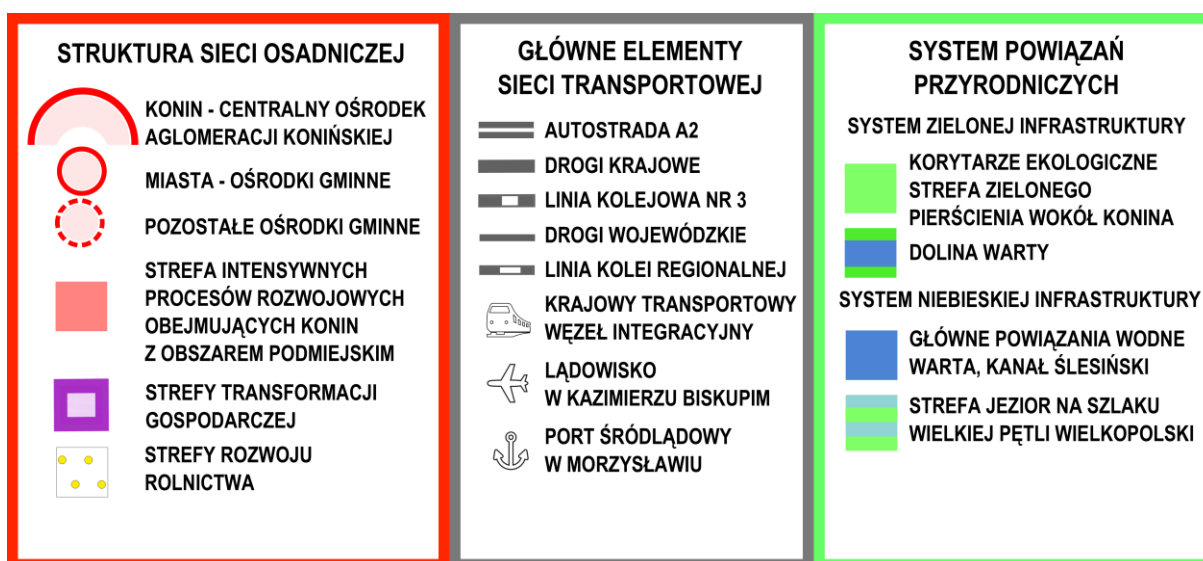 STRUKTURA SIECI OSADNICZEJ
KONIN - CENTRALNY OŚRODEK
AGLOMERACJI KONIŃSKIEJ
MIASTA - OŚRODKI GMINNE
POZOSTAŁE OŚRODKI GMINNE
STREFA INTENSYWNYCH
PROCESÓW ROZWOJOWYCH
OBEJMUJĄCYCH KONIN
Z OBSZAREM PODMIEJSKIM
STREFY TRANSFORMACJI
GOSPODARCZEJ
STREFY ROZWOJU
ROLNICTWA
GŁÓWNE ELEMENTY
SIECI TRANSPORTOWEJ
AUTOSTRADA A2
DROGI KRAJOWE
LINIA KOLEJOWA NR 3
DROGI WOJEWÓDZKIE
LINIA KOLEI REGIONALNEJ
KRAJOWY TRANSPORTOWY
WĘZEŁ INTEGRACYJNY
LĄDOWISKO
W KAZIMIERZU BISKUPIM
PORT ŚRÓDLĄDOWY
W MORZYSŁAWIU
SYSTEM POWIĄZAŃ
PRZYRODNICZYCH
SYSTEM ZIELONEJ INFRASTRUKTURY
KORYTARZE EKOLOGICZNE
STREFA ZIELONEGO
PIERŚCIENIA WOKÓŁ KONINA
DOLINA WARTY
SYSTEM NIEBIESKIEJ INFRASTRUKTURY
GŁÓWNE POWIĄZANIA WODNE
WARTA, KANAŁ ŚLESIŃSKI
STREFA JEZIOR NA SZLAKU
WIELKIEJ PĘTLI WIELKOPOLSKI